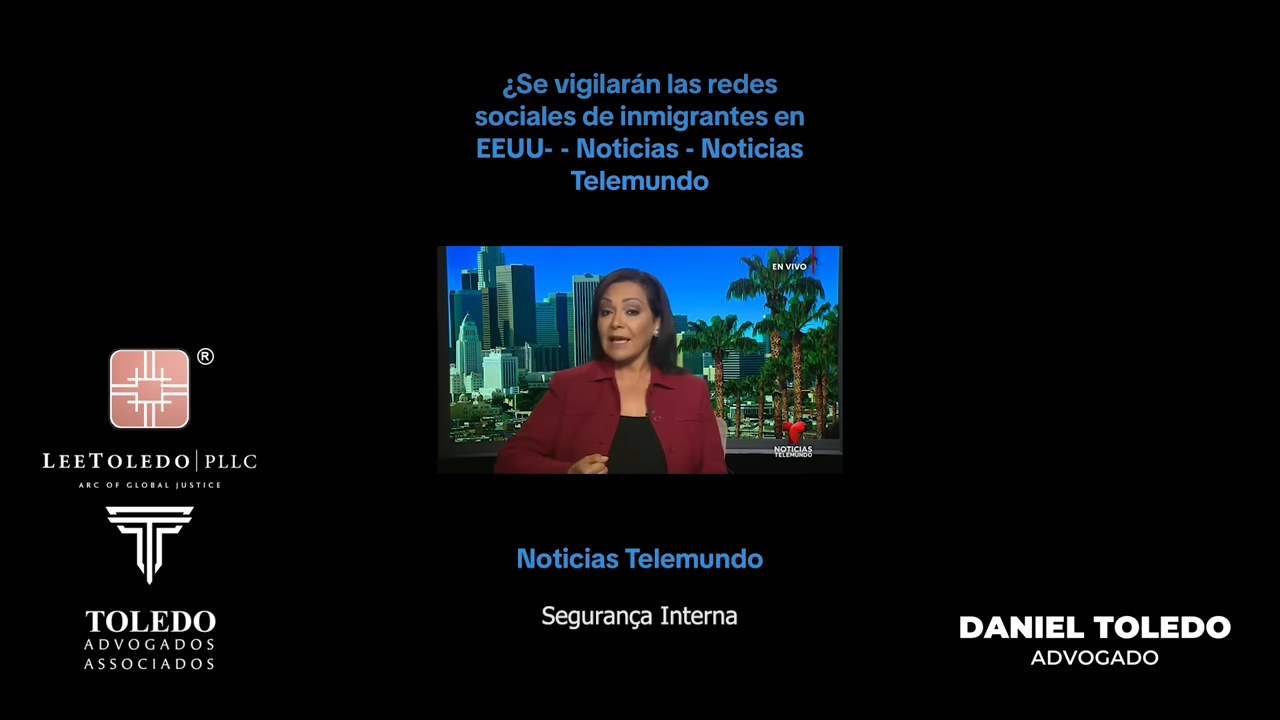 ¿Se vigilarán las redes
sociales de inmigrantes en
EEUU- - Noticias - Noticias
Telemundo
EN VIVO
NOTICIAS
TELEMUNDO
®
LEETOLEDO|PLLC
ARC OF GLOBAL JUSTICE
TOLEDO
ADVOGADOS
ASSOCIADOS
Noticias Telemundo
Segurança Interna
DANIEL TOLEDO
ADVOGADO